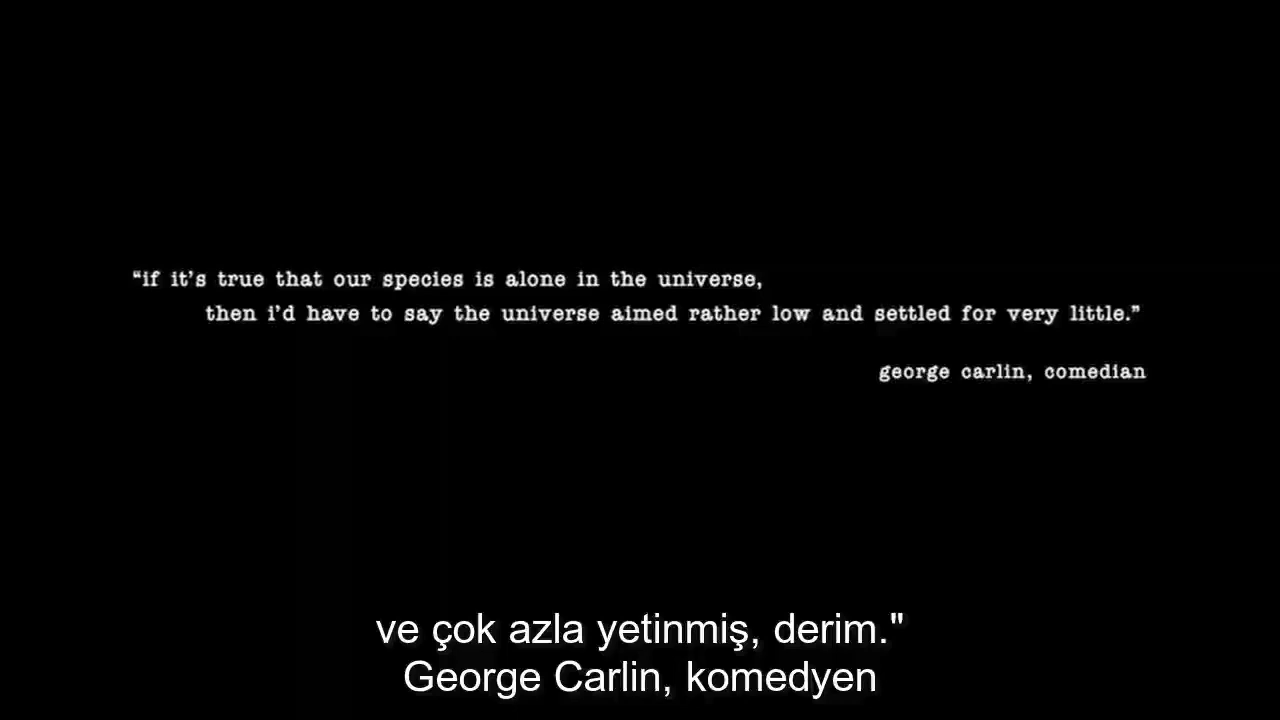 “if it’s true that our species is alone in the universe,
then i’d have to say the universe aimed rather low and settled for very little.”
george carlin, comedian
ve çok azla yetinmiş, derim."
George Carlin, komedyen